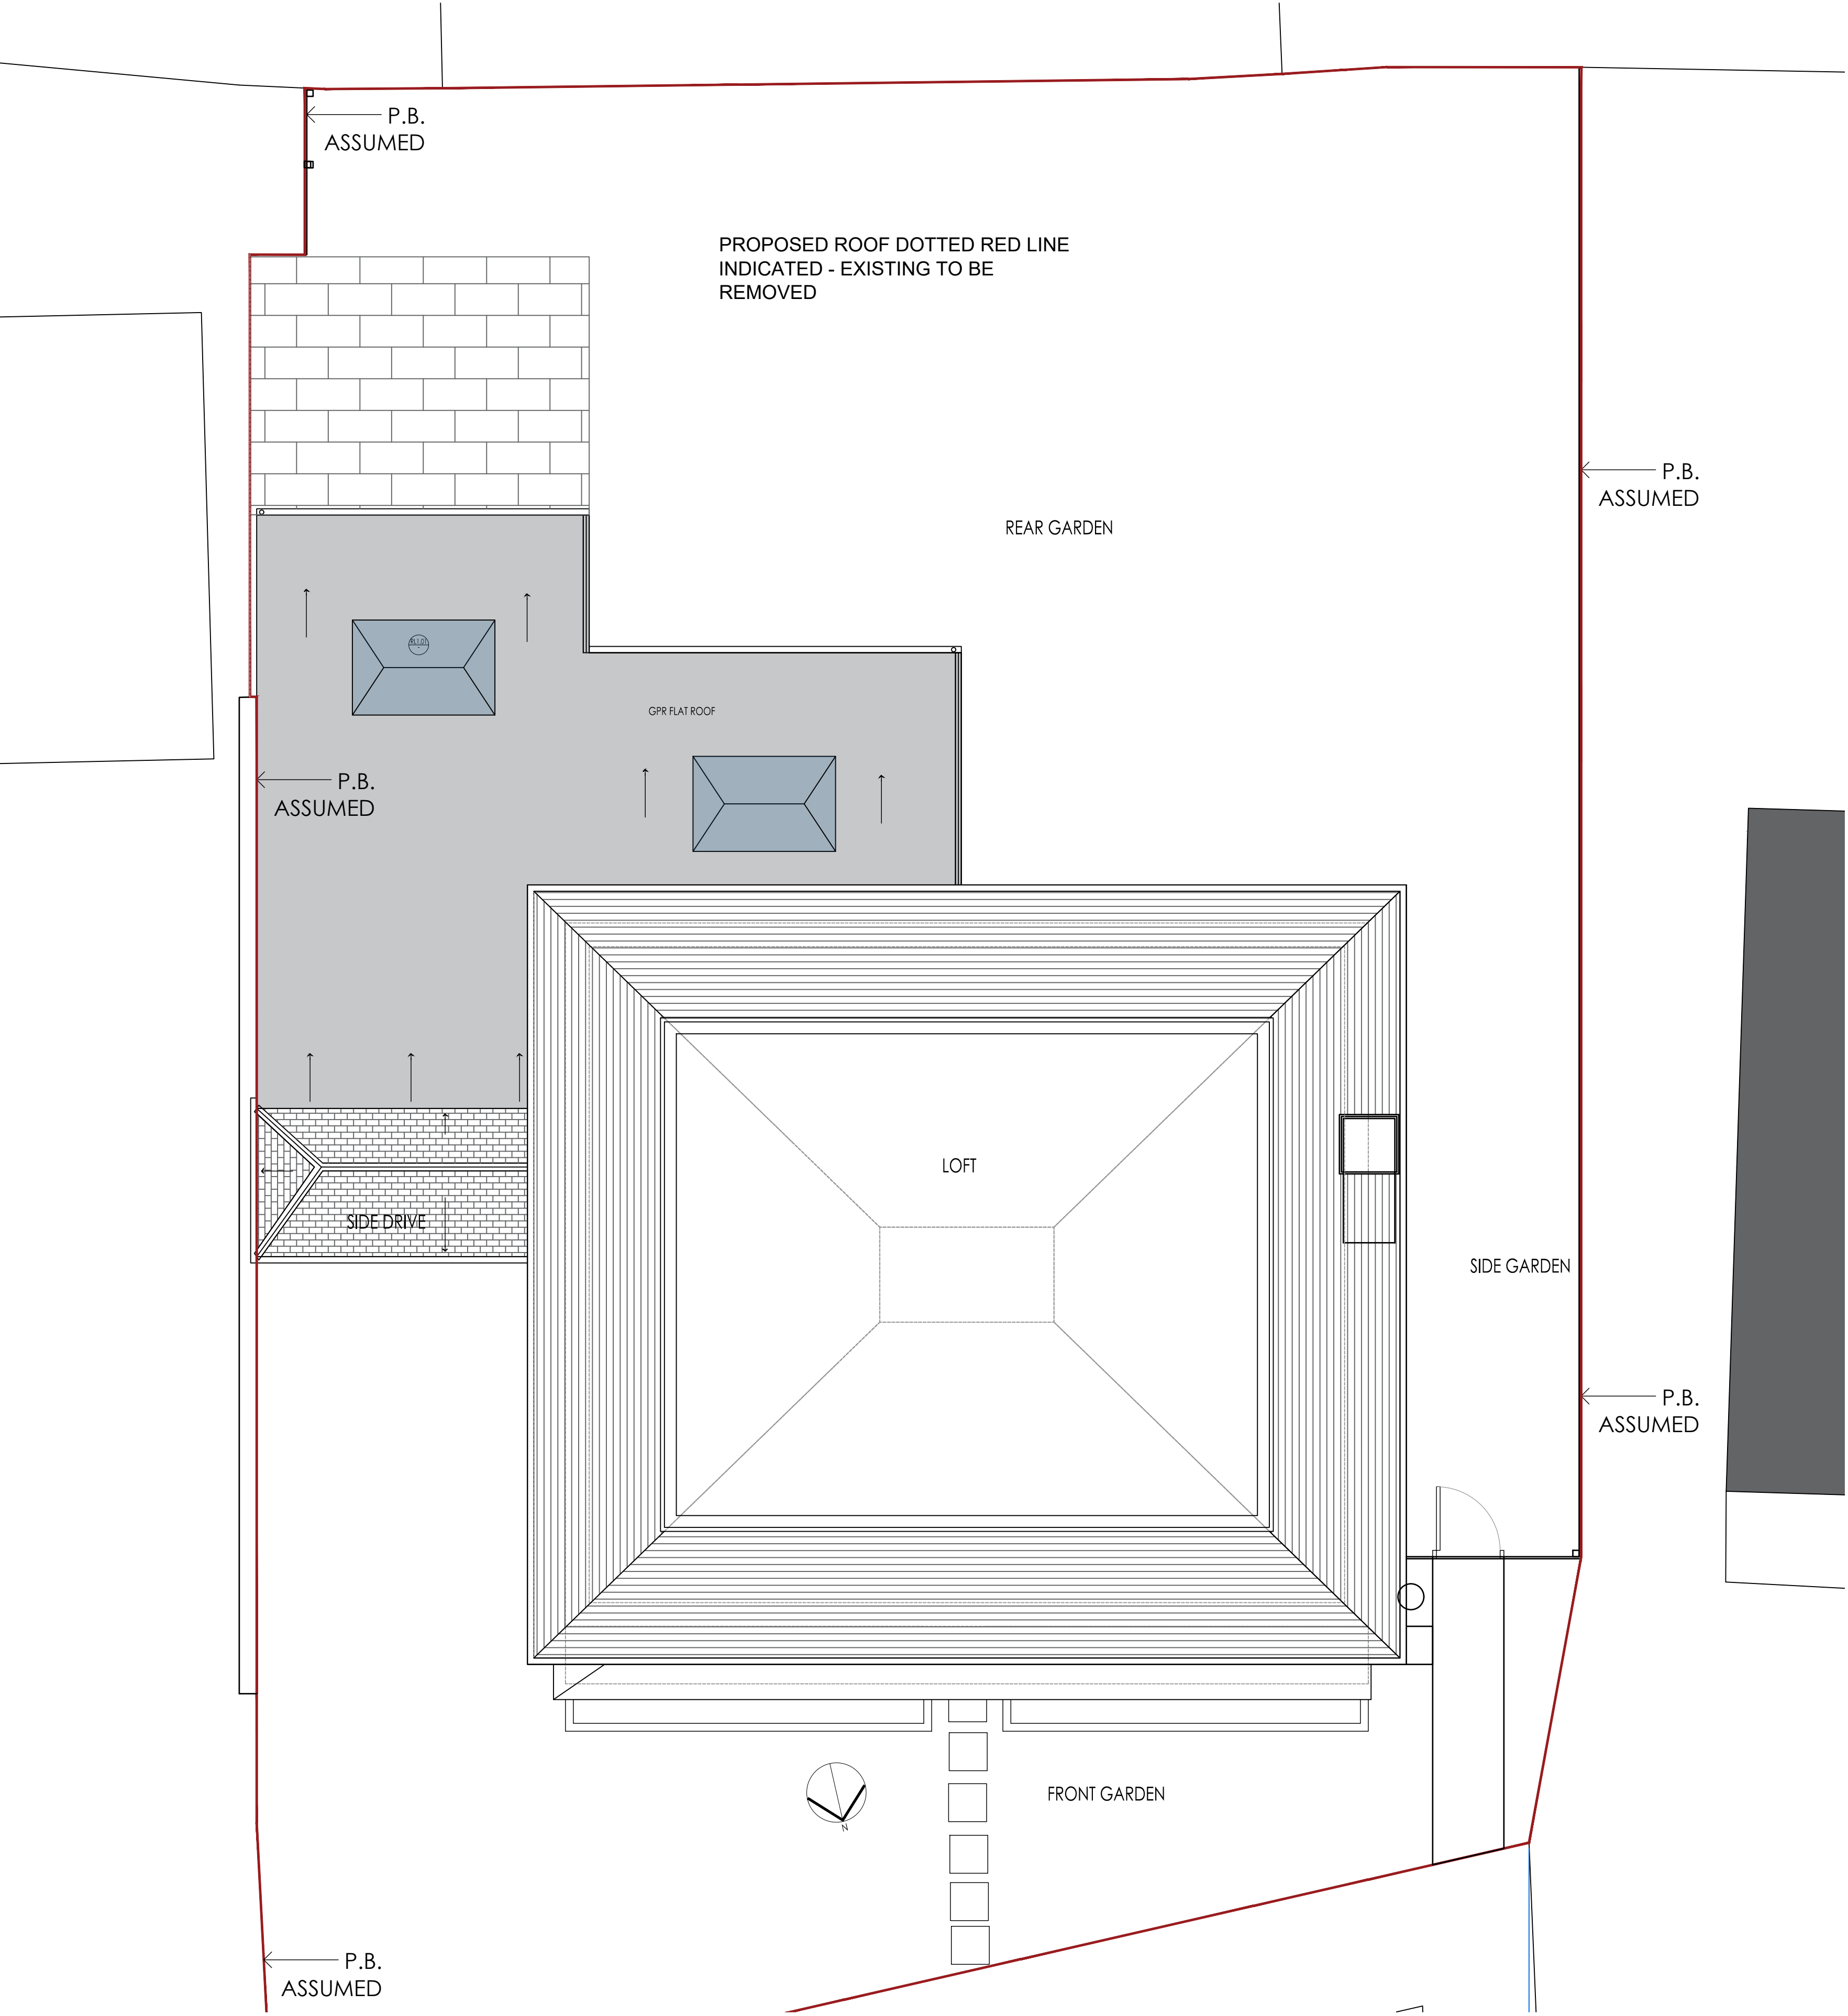 P.B.
ASSUMED
PROPOSED ROOF DOTTED RED LINE
INDICATED - EXISTING TO BE
REMOVED
P.B.
ASSUMED
REAR GARDEN
GPR FLAT ROOF
P.B.
ASSUMED
LOFT
SIDE DRIVE
SIDE GARDEN
P.B.
ASSUMED
FRONT GARDEN
N
P.B.
ASSUMED